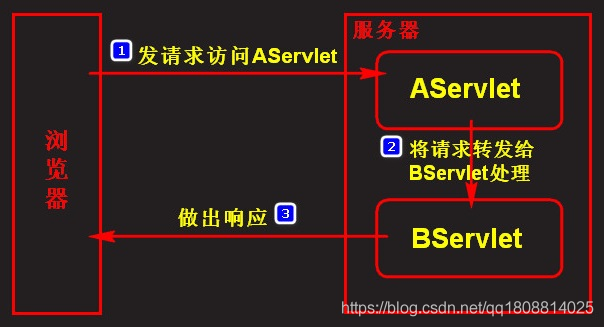 服务器
1 发请求访问AServlet
AServlet
浏览器
2 将请求转发给
BServlet处理
做出响应 3
BServlet
https://blog.csdn.net/qq1808814025